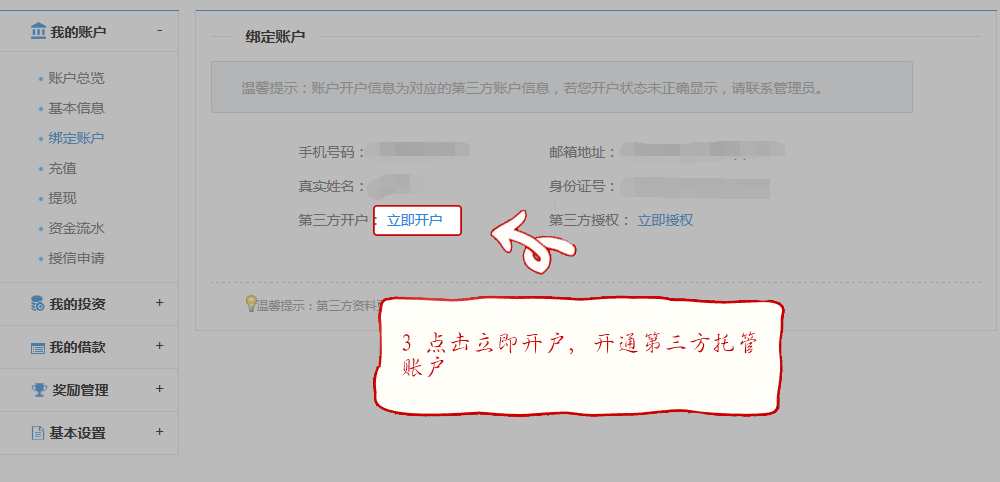 我的账户 -
账户总览
基本信息
绑定账户
充值
提现
资金流水
授信申请
我的投资 +
我的借款 +
奖励管理 +
基本设置 +
绑定账户
温馨提示：账户开户信息为对应的第三方账户信息，若您开户状态未正确显示，请联系管理员。
手机号码： 邮箱地址：
真实姓名： 身份证号：
第三方开户： 立即开户 第三方授权： 立即授权
温馨提示：第三方资料
3 点击立即开户，开通第三方托管
账户